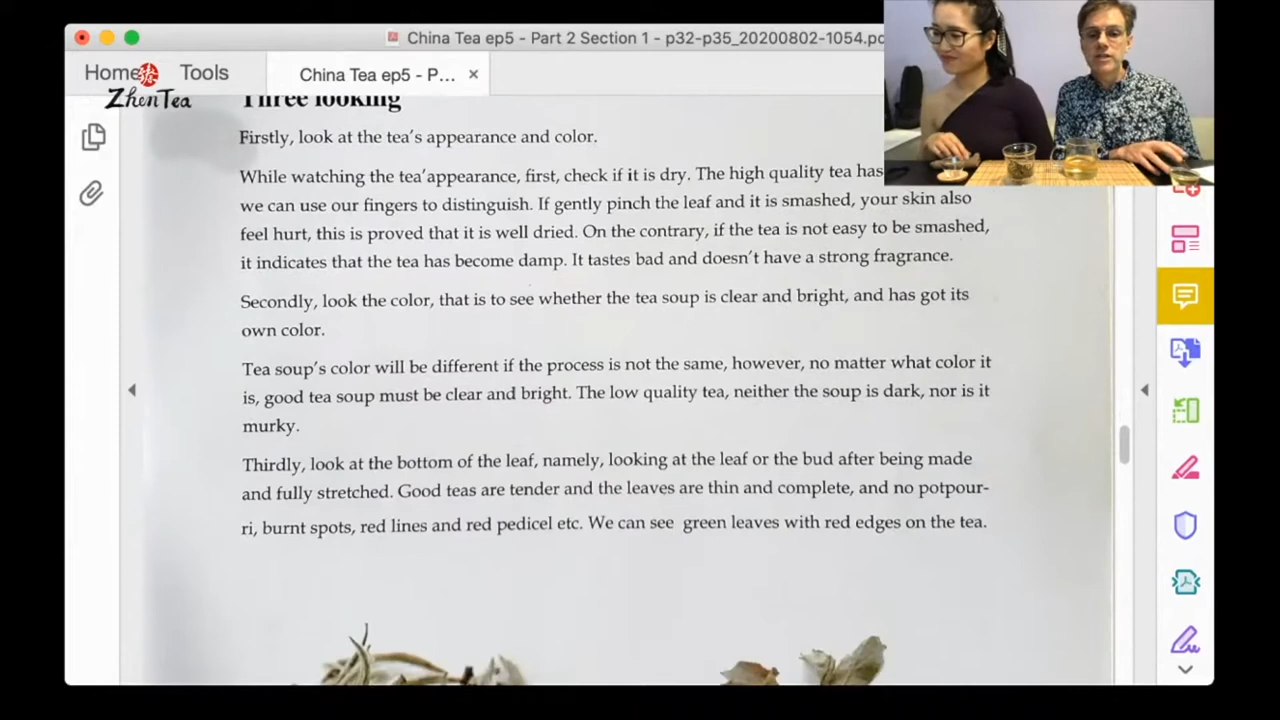 China Tea ep5 - Part 2 Section 1 - p32-p35_20200802-1054.pd
Home
Tools
China Tea ep5 - P...
ZhenTea
Three looking
Firstly, look at the tea's appearance and color.
While watching the tea'appearance, first, check if it is dry. The high quality tea has
we can use our fingers to distinguish. If gently pinch the leaf and it is smashed, your skin also
feel hurt, this is proved that it is well dried. On the contrary, if the tea is not easy to be smashed,
it indicates that the tea has become damp. It tastes bad and doesn't have a strong fragrance.
Secondly, look the color, that is to see whether the tea soup is clear and bright, and has got its
own color.
Tea soup's color will be different if the process is not the same, however, no matter what color it
is, good tea soup must be clear and bright. The low quality tea, neither the soup is dark, nor is it
murky.
Thirdly, look at the bottom of the leaf, namely, looking at the leaf or the bud after being made
and fully stretched. Good teas are tender and the leaves are thin and complete, and no potpour-
ri, burnt spots, red lines and red pedicel etc. We can see green leaves with red edges on the tea.